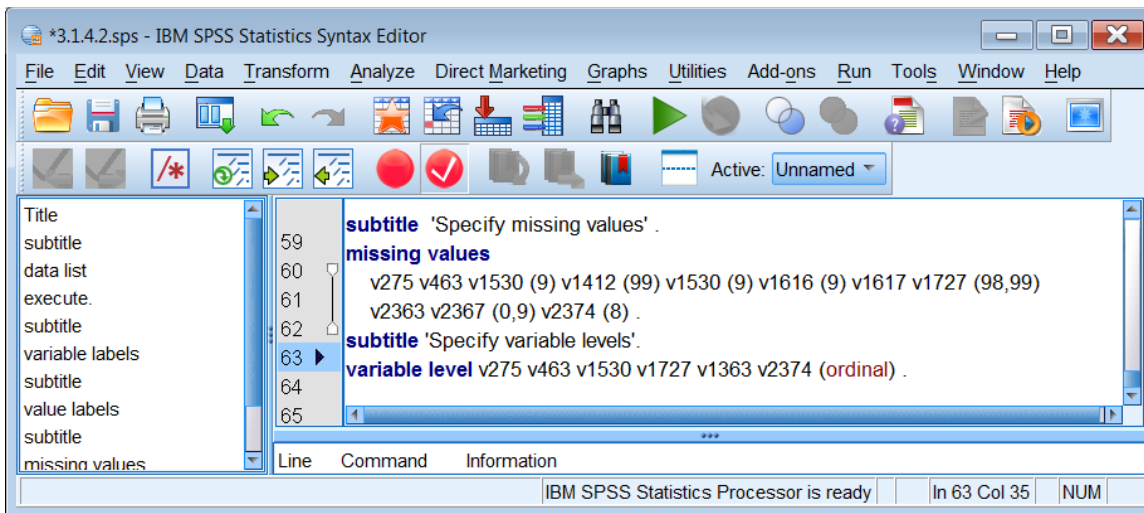 *3.1.4.2.sps - IBM SPSS Statistics Syntax Editor
File Edit View Data Transform Analyze Direct Marketing Graphs Utilities Add-ons Run Tools Window Help
/* Active: Unnamed
Title
subtitle
data list
execute.
subtitle
variable labels
subtitle
value labels
subtitle
missing values
59
60
61
62
63
64
65
subtitle 'Specify missing values' .
missing values
v275 v463 v1530 (9) v1412 (99) v1530 (9) v1616 (9) v1617 v1727 (98,99)
v2363 v2367 (0,9) v2374 (8) .
subtitle 'Specify variable levels'.
variable level v275 v463 v1530 v1727 v1363 v2374 (ordinal) .
Line Command Information
IBM SPSS Statistics Processor is ready In 63 Col 35 NUM